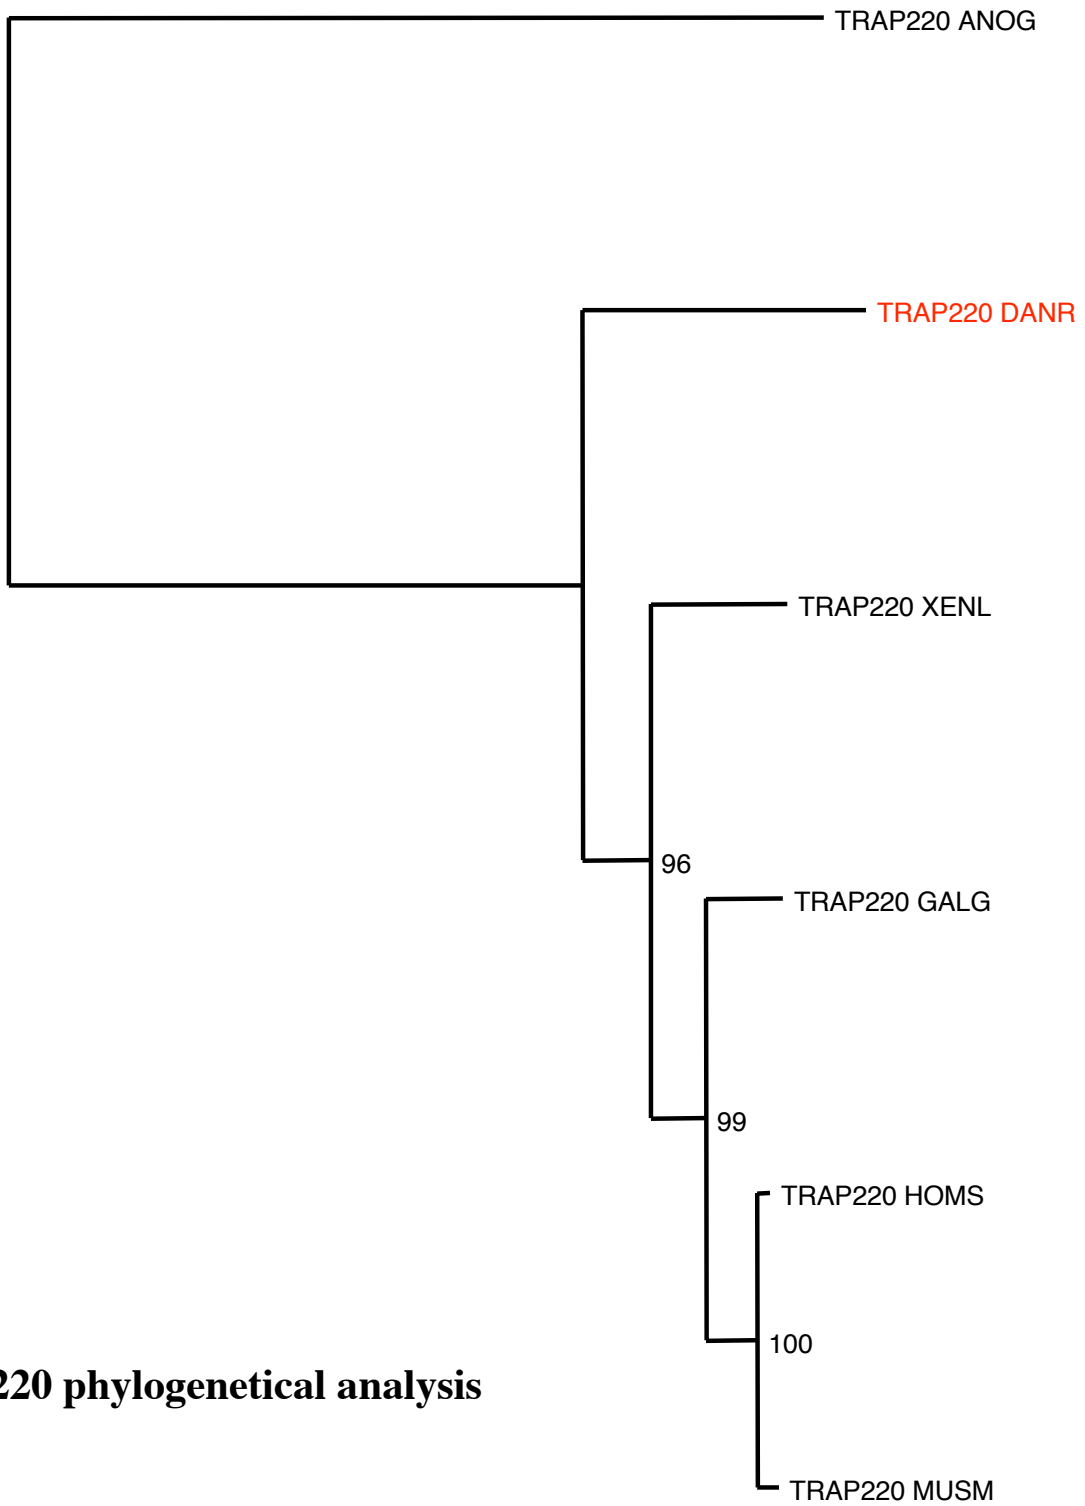 TRAP220 ANOG
TRAP220 DANR
TRAP220 XENL
96
TRAP220 GALG
99
TRAP220 HOMS
100
220 phylogenetical analysis
TRAP220 MUSM